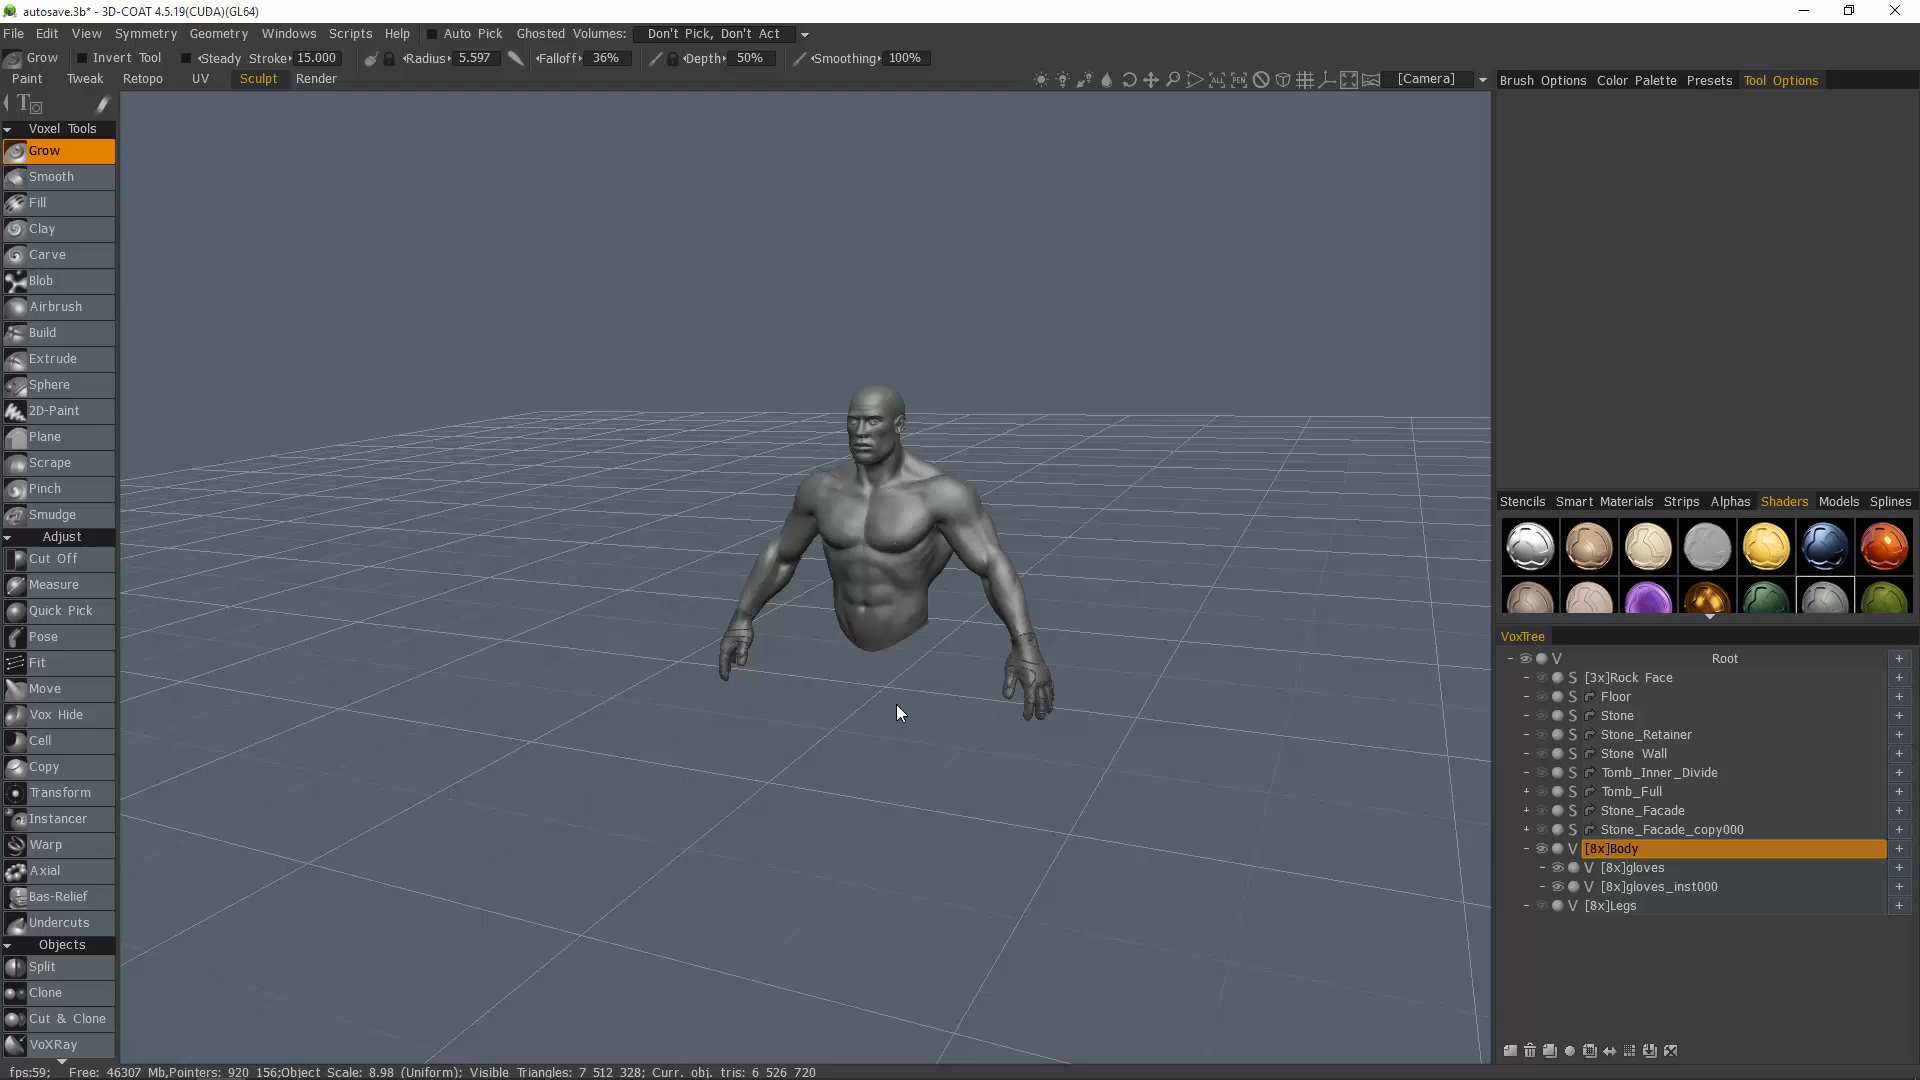 autosave.3b* - 3D-COAT 4.5.19(CUDA)(GL64)
File Edit View Symmetry Geometry Windows Scripts Help Auto Pick Ghosted Volumes: Don't Pick, Don't Act
Grow Invert Tool Steady Stroke 15.000 Radius 5.597 Falloff 36% Depth 50% Smoothing 100%
Paint Tweak Retopo UV Sculpt Render [Camera]
Brush Options Color Palette Presets Tool Options
Voxel Tools
Grow
Smooth
Fill
Clay
Carve
Blob
Airbrush
Build
Extrude
Sphere
2D-Paint
Plane
Scrape
Pinch
Smudge
Adjust
Cut Off
Measure
Quick Pick
Pose
Fit
Move
Vox Hide
Cell
Copy
Transform
Instancer
Warp
Axial
Bas-Relief
Undercuts
Objects
Split
Clone
Cut & Clone
VoXRay
Stencils Smart Materials Strips Alphas Shaders Models Splines
VoxTree
V Root
S [3x]Rock Face
S Floor
S Stone
S Stone_Retainer
S Stone Wall
S Tomb_Inner_Divide
S Tomb_Full
S Stone_Facade
S Stone_Facade_copy000
V [8x]Body
V [8x]gloves
V [8x]gloves_inst000
V [8x]Legs
fps:59; Free: 46307 Mb,Pointers: 920 156;Object Scale: 8.98 (Uniform); Visible Triangles: 7 512 328; Curr. obj. tris: 6 526 720